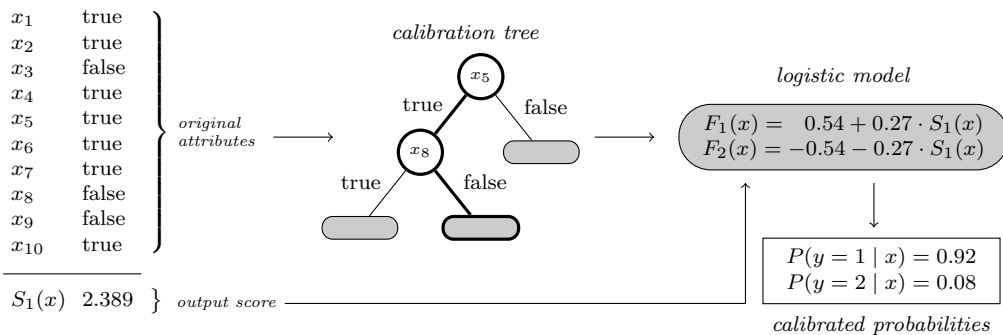 x1 true
x2 true
x3 false
x4 true
x5 true
x6 true
x7 true
x8 false
x9 false
x10 true
S1(x) 2.389
original
attributes
output score
calibration tree
x5
true
false
x8
true
false
logistic model
F1(x) = 0.54 + 0.27 · S1(x)
F2(x) = −0.54 − 0.27 · S1(x)
P(y = 1 | x) = 0.92
P(y = 2 | x) = 0.08
calibrated probabilities